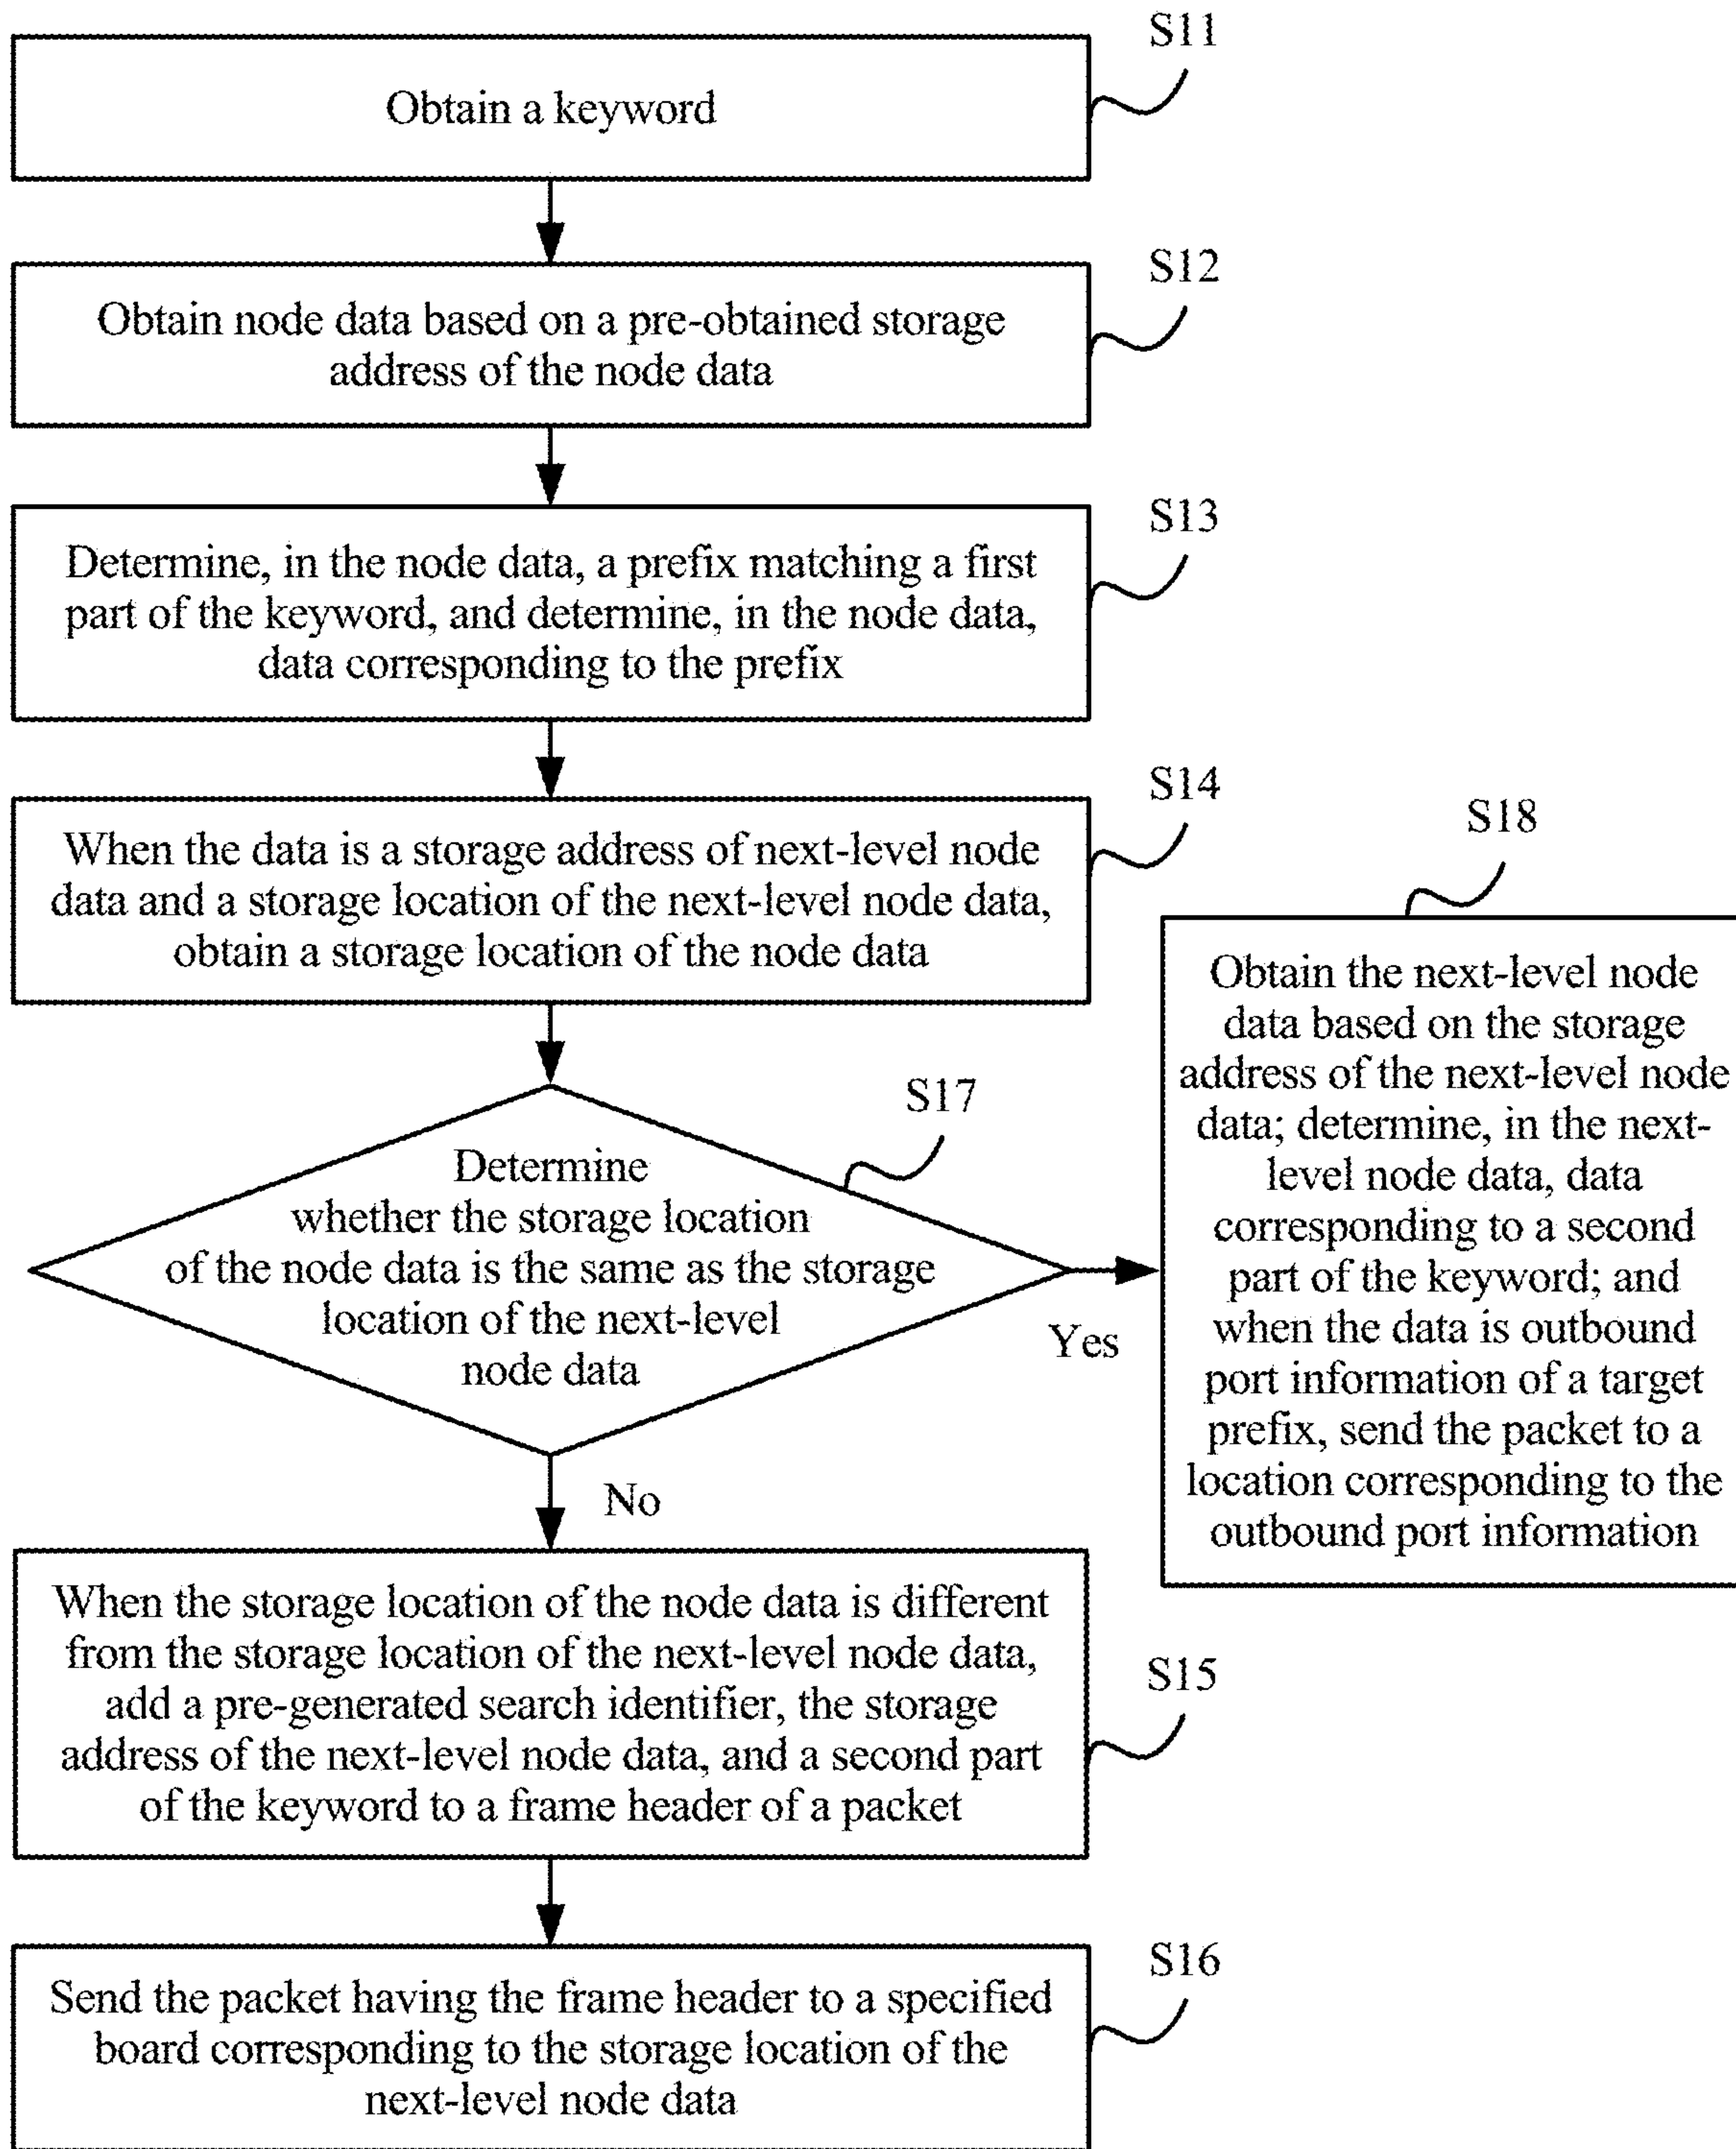 S11
Obtain a keyword
S12
Obtain node data based on a pre-obtained storage
address of the node data
S13
Determine, in the node data, a prefix matching a first
part of the keyword, and determine, in the node data,
data corresponding to the prefix
S14
When the data is a storage address of next-level node
data and a storage location of the next-level node data,
obtain a storage location of the node data
S17
Determine
whether the storage location
of the node data is the same as the storage
location of the next-level
node data
Yes
S18
Obtain the next-level node
data based on the storage
address of the next-level node
data; determine, in the next-
level node data, data
corresponding to a second
part of the keyword; and
when the data is outbound
port information of a target
prefix, send the packet to a
location corresponding to the
outbound port information
No
When the storage location of the node data is different
from the storage location of the next-level node data,
add a pre-generated search identifier, the storage
address of the next-level node data, and a second part
of the keyword to a frame header of a packet
S15
S16
Send the packet having the frame header to a specified
board corresponding to the storage location of the
next-level node data